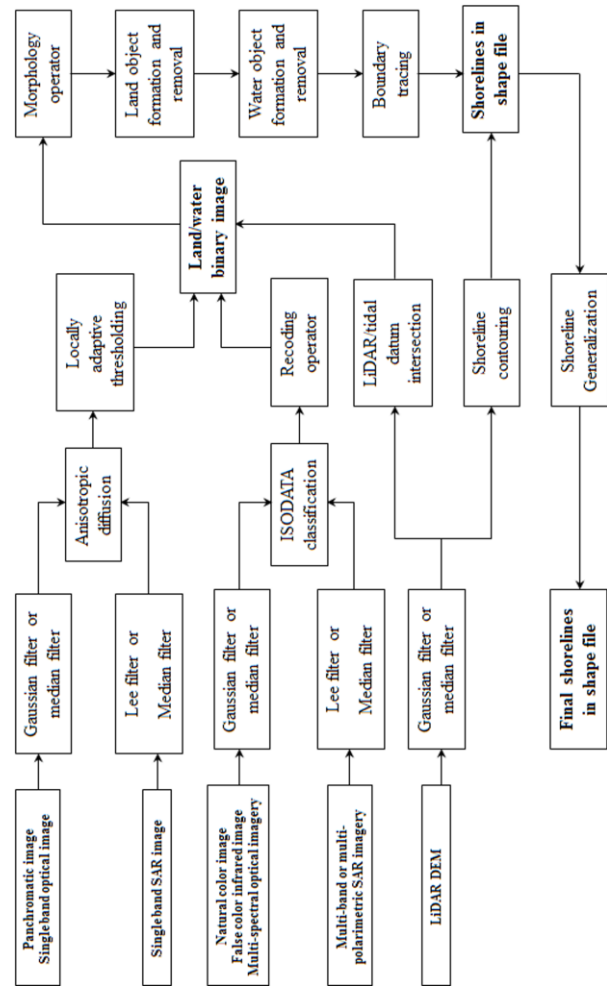 Panchromatic image
Singleband optical image
Gaussian filter or
median filter
Singleband SAR image
Lee filter or
Median filter
Anisotropic
diffusion
Locally
adaptive
thresholding
Natural color image
False color infrared image
Multi-spectral optical imagery
Gaussian filter or
median filter
Multi-band or multi-
polarimetric SAR imagery
Lee filter or
Median filter
ISODATA
classification
Recoding
operator
LiDAR DEM
Gaussian filter or
median filter
LiDAR/tidal
datum
intersection
Shoreline
contouring
Land/water
binary image
Morphology
operator
Land object
formation and
removal
Water object
formation and
removal
Boundary
tracing
Shorelines in
shape file
Shoreline
Generalization
Final shorelines
in shape file